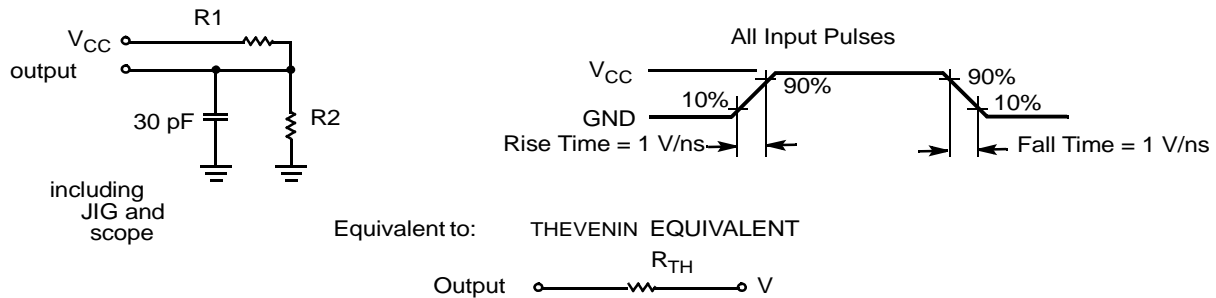 R1
VCC
output
30 pF
R2
including
JIG and
scope
All Input Pulses
VCC
GND
10%
90%
90%
10%
Rise Time = 1 V/ns
Fall Time = 1 V/ns
Equivalent to: THEVENIN EQUIVALENT
RTH
Output V